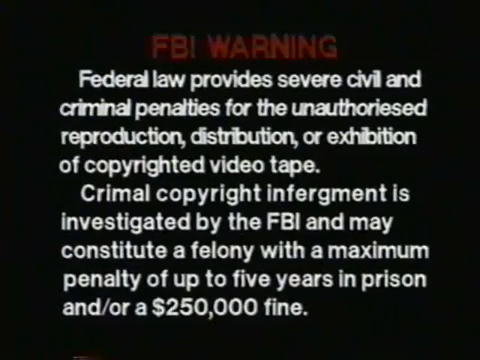 FBI WARNING
Federal law provides severe civil and
criminal penalties for the unauthoriesed
reproduction, distribution, or exhibition
of copyrighted video tape.
Crimal copyright infergment is
investigated by the FBI and may
constitute a felony with a maximum
penalty of up to five years in prison
and/or a $250,000 fine.